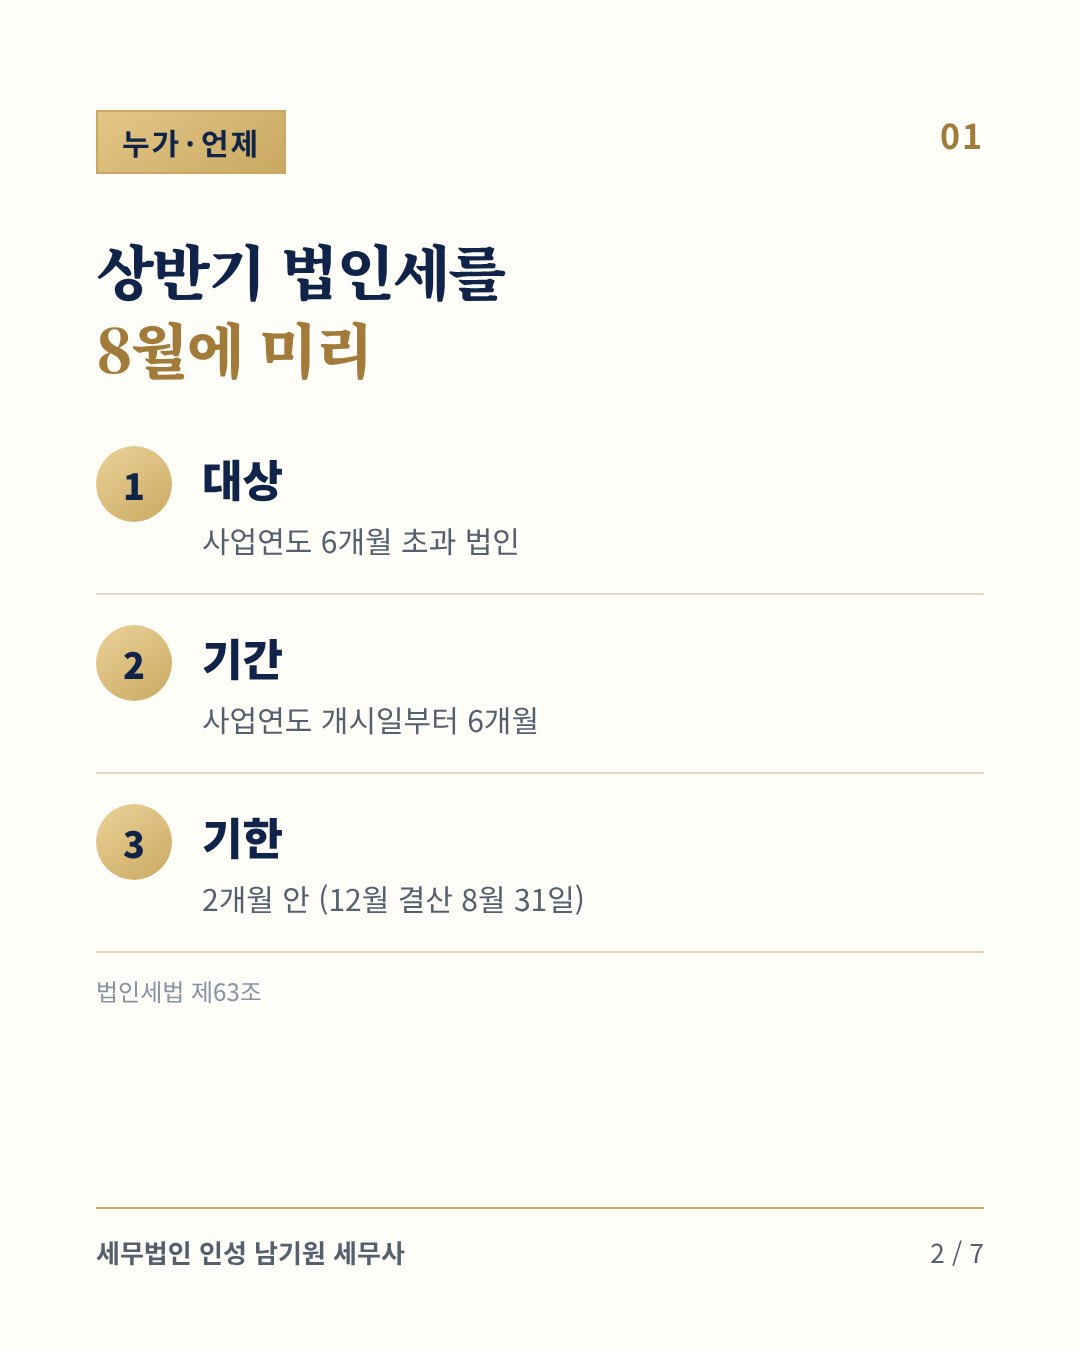 누가·언제
01
상반기 법인세를
8월에 미리
1
대상
사업연도 6개월 초과 법인
2
기간
사업연도 개시일부터 6개월
3
기한
2개월 안 (12월 결산 8월 31일)
법인세법 제63조
세무법인 인성 남기원 세무사
2 / 7